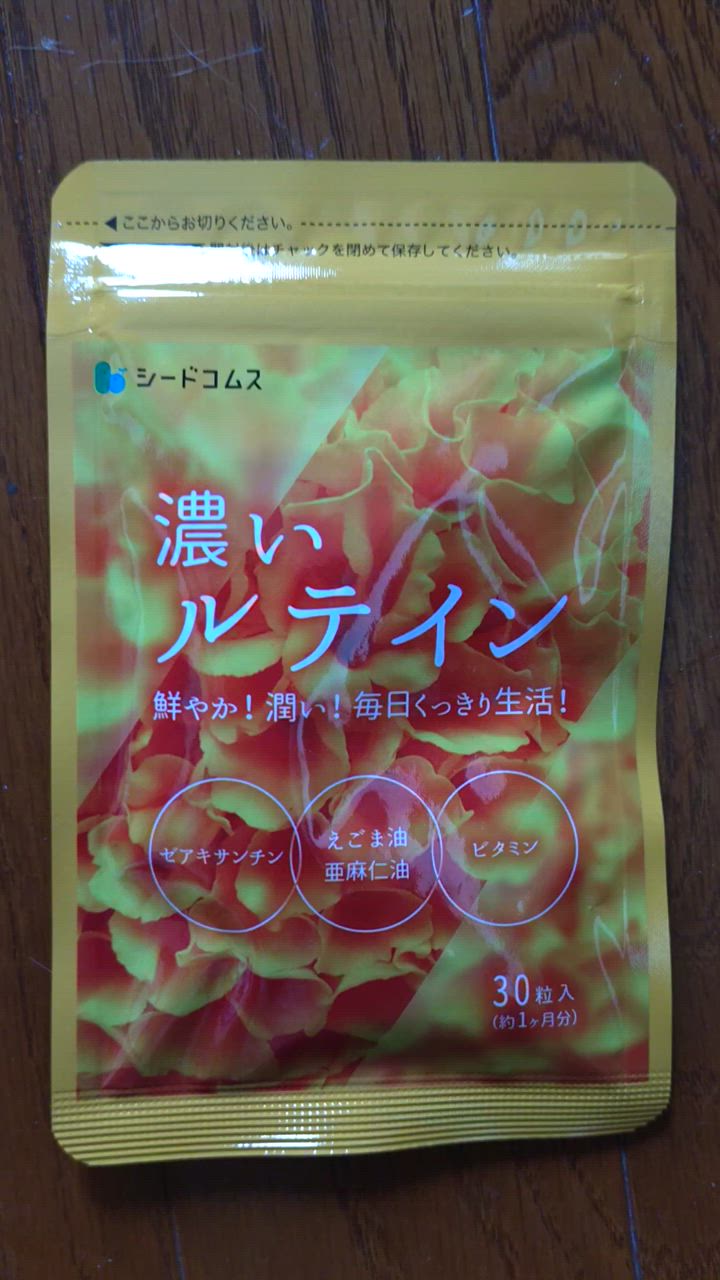 ◀ここからお切りください。
はチャックを閉めて保存してください。
シードコムス
濃い
ルテイン
鮮やか！潤い！毎日くっきり生活！
ゼアキサンチン
えごま油
亜麻仁油
ビタミン
30粒入
(約1ヶ月分)